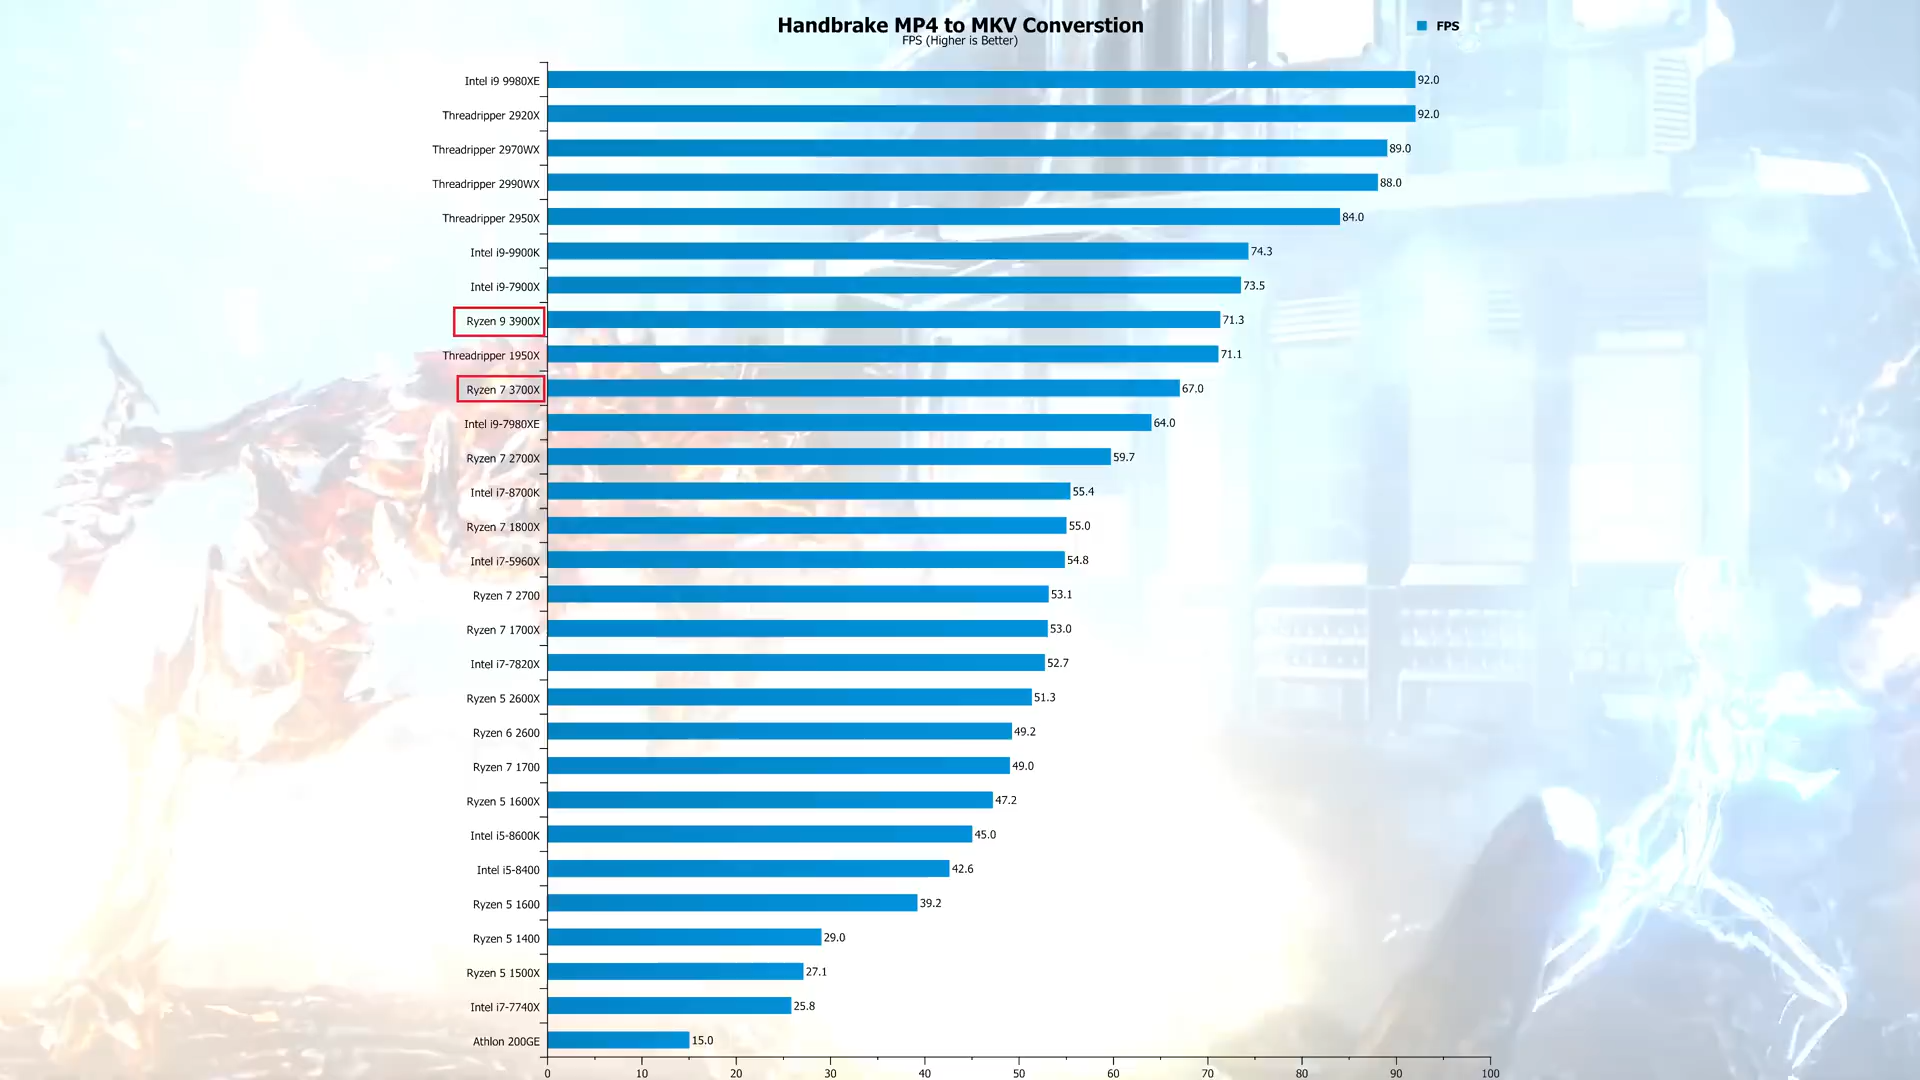 Handbrake MP4 to MKV Converstion
FPS (Higher is Better)
FPS
Intel i9 9980XE 92.0
Threadripper 2920X 92.0
Threadripper 2970WX 89.0
Threadripper 2990WX 88.0
Threadripper 2950X 84.0
Intel i9-9900K 74.3
Intel i9-7900X 73.5
Ryzen 9 3900X 71.3
Threadripper 1950X 71.1
Ryzen 7 3700X 67.0
Intel i9-7980XE 64.0
Ryzen 7 2700X 59.7
Intel i7-8700K 55.4
Ryzen 7 1800X 55.0
Intel i7-5960X 54.8
Ryzen 7 2700 53.1
Ryzen 7 1700X 53.0
Intel i7-7820X 52.7
Ryzen 5 2600X 51.3
Ryzen 6 2600 49.2
Ryzen 7 1700 49.0
Ryzen 5 1600X 47.2
Intel i5-8600K 45.0
Intel i5-8400 42.6
Ryzen 5 1600 39.2
Ryzen 5 1400 29.0
Ryzen 5 1500X 27.1
Intel i7-7740X 25.8
Athlon 200GE 15.0
0 10 20 30 40 50 60 70 80 90 100